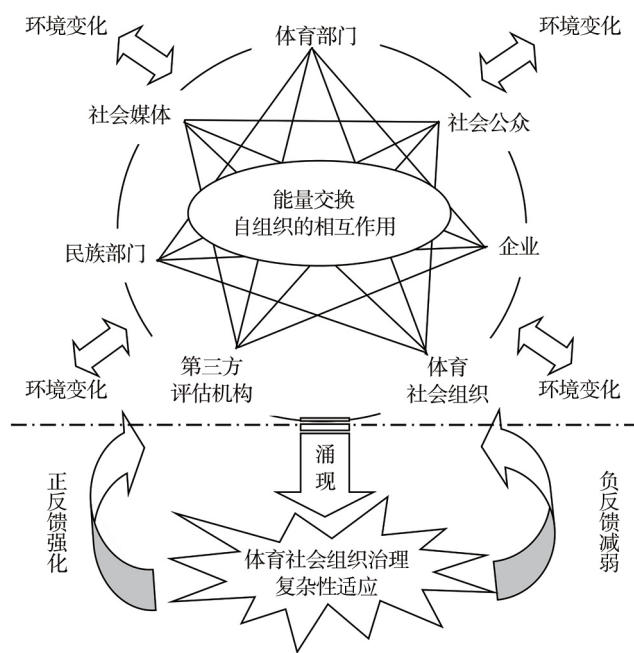 环境变化
体育部门
环境变化
社会媒体
社会公众
能量交换
自组织的相互作用
民族部门
企业
第三方
评估机构
体育
社会组织
环境变化
环境变化
涌现
正反馈强化
负反馈减弱
体育社会组织治理
复杂性适应